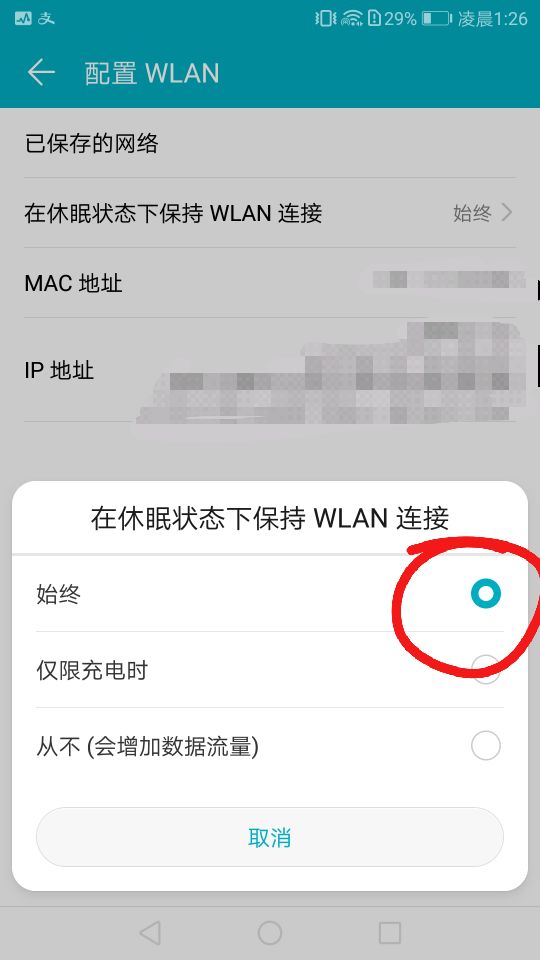 29% 凌晨1:26
配置 WLAN
已保存的网络
在休眠状态下保持 WLAN 连接 始终
MAC 地址
IP 地址
在休眠状态下保持 WLAN 连接
始终
仅限充电时
从不 (会增加数据流量)
取消